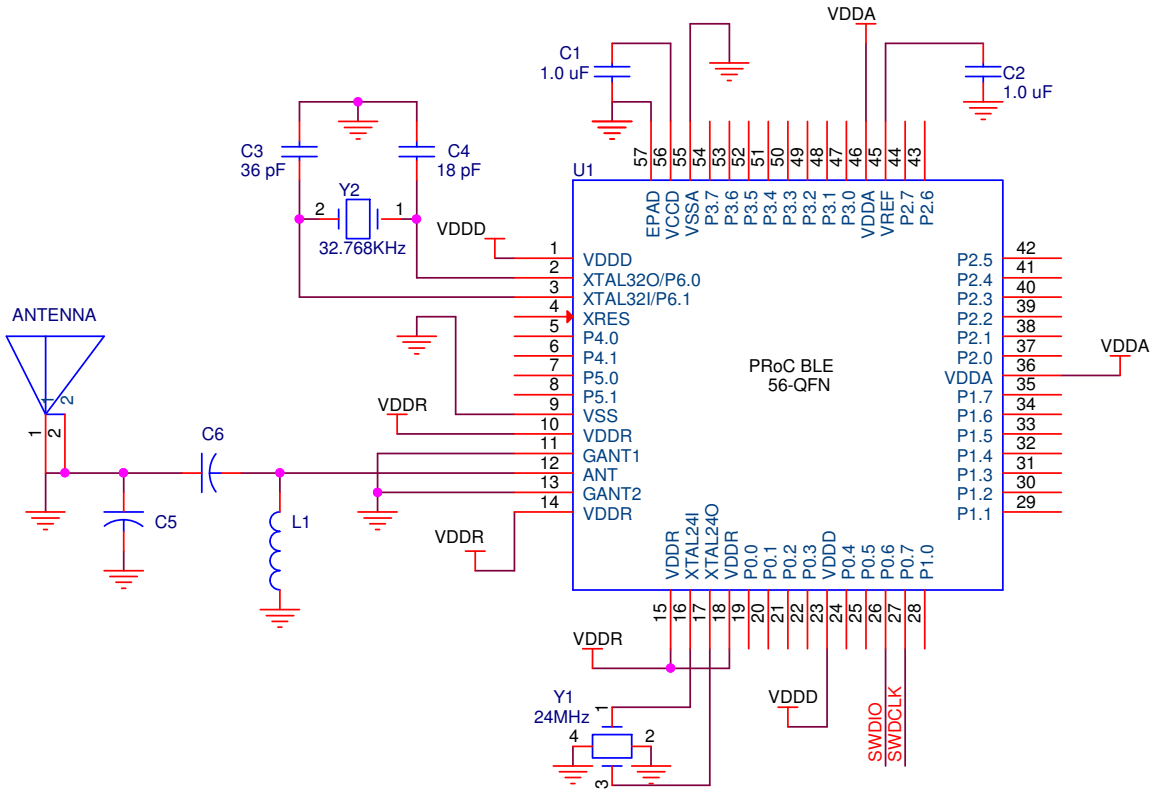 VDDA
C1
1.0 uF
C2
1.0 uF
57
56
55
54
53
52
51
50
49
48
47
46
45
44
43
C3
36 pF
C4
18 pF
U1
EPAD
VCCD
VSSA
P3.7
P3.6
P3.5
P3.4
P3.3
P3.2
P3.1
P3.0
VDDA
VREF
P2.7
P2.6
Y2
2
1
32.768KHz
VDDD
1 VDDD
2 XTAL32O/P6.0
3 XTAL32I/P6.1
4 XRES
5 P4.0
6 P4.1
7 P5.0
8 P5.1
9 VSS
10 VDDR
11 GANT1
12 ANT
13 GANT2
14 VDDR
P2.5 42
P2.4 41
P2.3 40
P2.2 39
P2.1 38
P2.0 37
VDDA 36
P1.7 35
P1.6 34
P1.5 33
P1.4 32
P1.3 31
P1.2 30
P1.1 29
VDDA
PRoC BLE
56-QFN
ANTENNA
1
2
1
2
VDDR
C6
C5
L1
VDDR
VDDR
XTAL24I
XTAL24O
VDDR
P0.0
P0.1
P0.2
P0.3
VDDD
P0.4
P0.5
P0.6
P0.7
P1.0
15
16
17
18
19
20
21
22
23
24
25
26
27
28
VDDR
VDDD
SWDIO
SWDCLK
Y1
24MHz
1
4
2
3